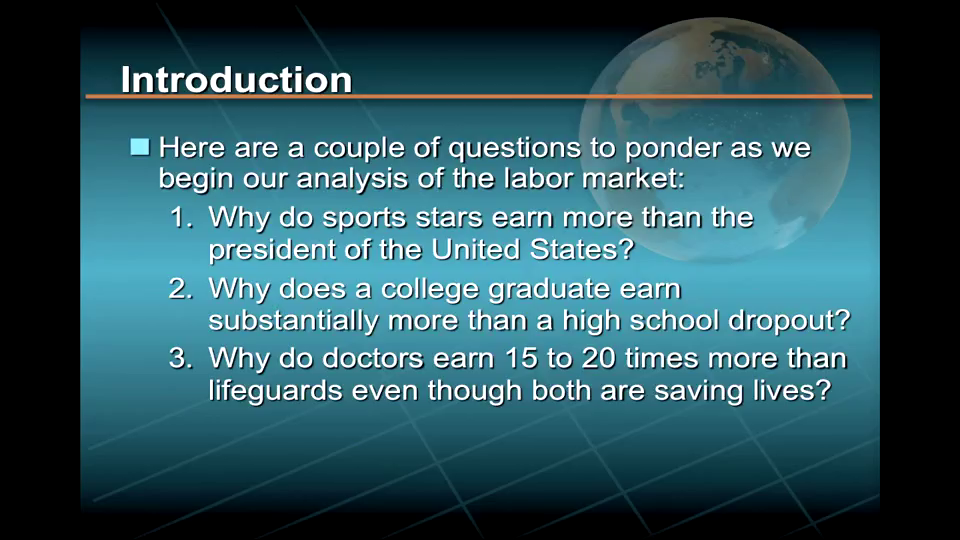 Introduction
Here are a couple of questions to ponder as we
begin our analysis of the labor market:
1. Why do sports stars earn more than the
president of the United States?
2. Why does a college graduate earn
substantially more than a high school dropout?
3. Why do doctors earn 15 to 20 times more than
lifeguards even though both are saving lives?